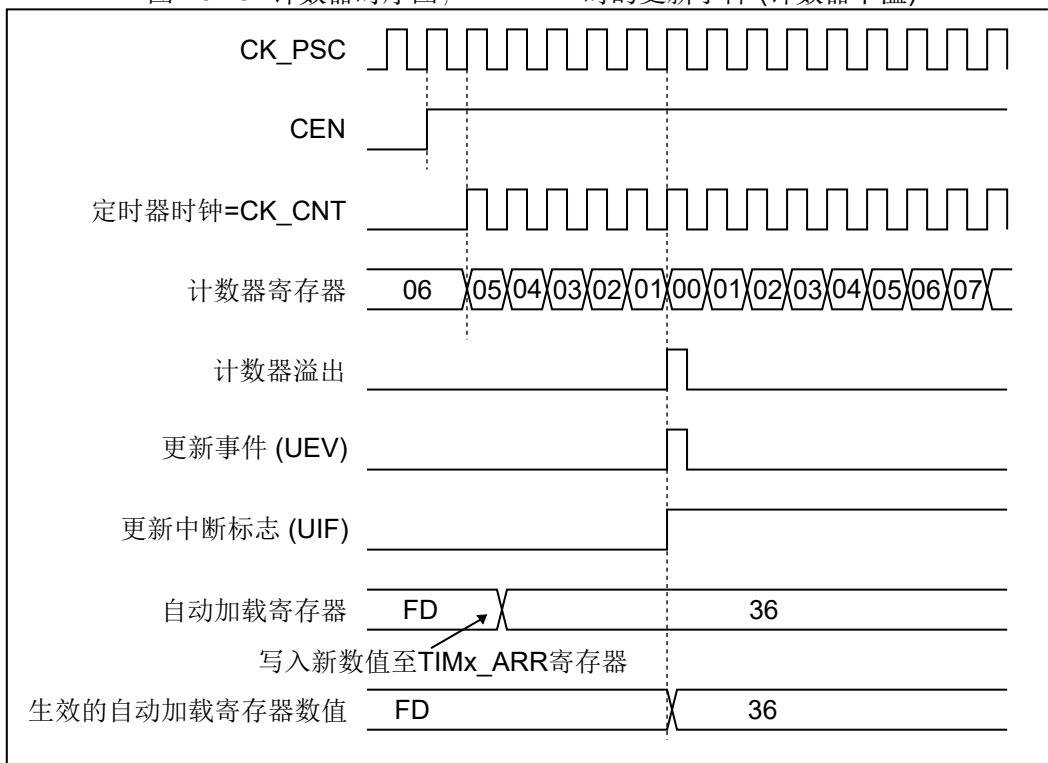 CK_PSC
CEN
定时器时钟=CK_CNT
计数器寄存器 06 05 04 03 02 01 00 01 02 03 04 05 06 07
计数器溢出
更新事件 (UEV)
更新中断标志 (UIF)
自动加载寄存器 FD 36
写入新数值至TIMx_ARR寄存器
生效的自动加载寄存器数值 FD 36